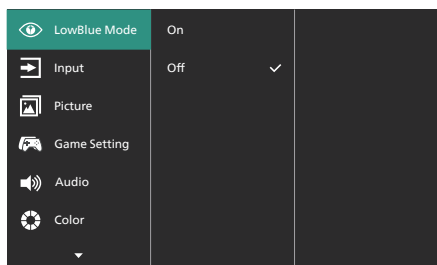 LowBlue Mode
On
Input
Off
Picture
Game Setting
Audio
Color